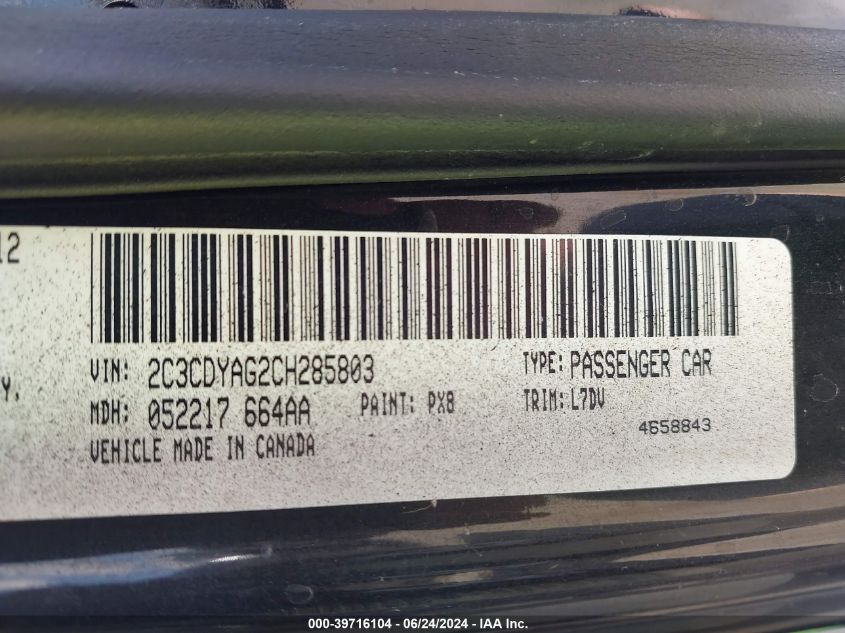 12
VIN: 2C3CDYAG2CH285803 TYPE: PASSENGER CAR
Y.
MDH: 052217 664AA PAINT: PX8 TRIM: L7DV
4658843
VEHICLE MADE IN CANADA
000-39716104 - 06/24/2024 - IAA Inc.